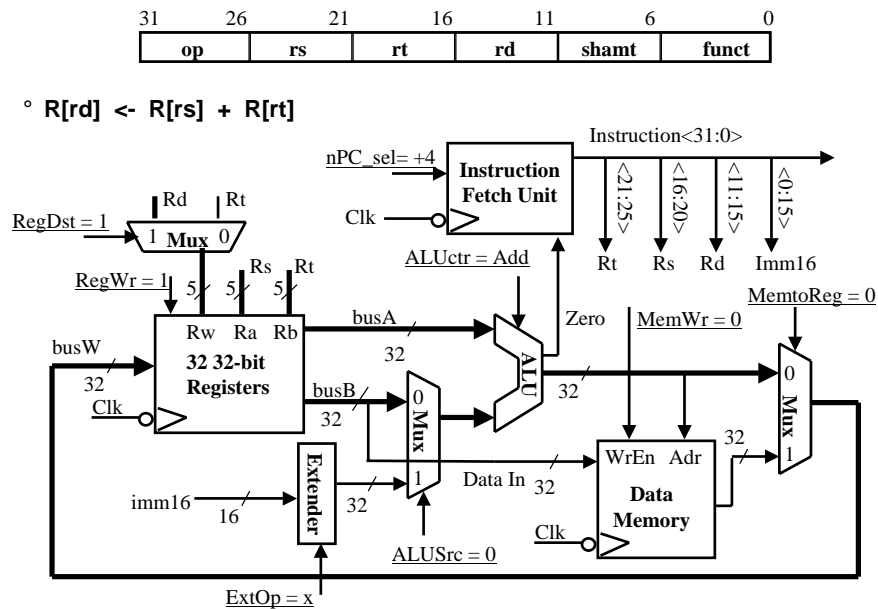 31 26 21 16 11 6 0
op rs rt rd shamt funct
° R[rd] <- R[rs] + R[rt]
Instruction<31:0>
nPC_sel= +4
Instruction
Fetch Unit
<21:25>
<16:20>
<11:15>
<0:15>
Rd Rt
Clk
RegDst = 1
1 Mux 0
Rt Rs Rd Imm16
Rs Rt
ALUctr = Add
RegWr = 1
5 5 5
MemtoReg = 0
busA
Zero
MemWr = 0
Rw Ra Rb
busW
32
32
ALU
32 32-bit
Registers
busB
32
0
Mux
1
32
0
Mux
1
Clk
32
WrEn Adr
Data In
32
Extender
imm16
16
32
Data
Memory
Clk
ALUSrc = 0
ExtOp = x